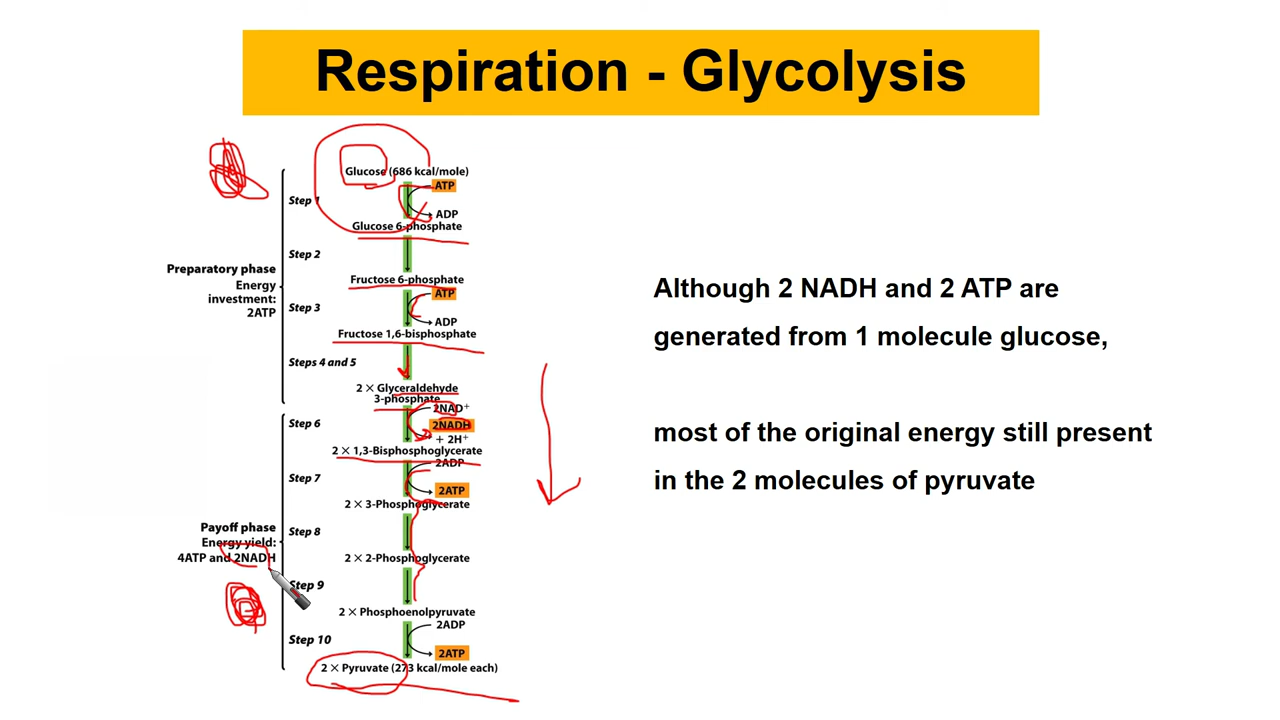 Respiration - Glycolysis
Glucose (686 kcal/mole)
ATP
Step 1
ADP
Glucose 6-phosphate
Step 2
Preparatory phase
Energy
investment:
2ATP
Fructose 6-phosphate
ATP
Step 3
ADP
Fructose 1,6-bisphosphate
Steps 4 and 5
2 × Glyceraldehyde
3-phosphate
2NAD⁺
Step 6
2NADH
+ 2H⁺
2 × 1,3-Bisphosphoglycerate
2ADP
Step 7
2ATP
2 × 3-Phosphoglycerate
Payoff phase
Energy yield:
4ATP and 2NADH
Step 8
2 × 2-Phosphoglycerate
Step 9
2 × Phosphoenolpyruvate
2ADP
Step 10
2ATP
2 × Pyruvate (273 kcal/mole each)
Although 2 NADH and 2 ATP are
generated from 1 molecule glucose,
most of the original energy still present
in the 2 molecules of pyruvate